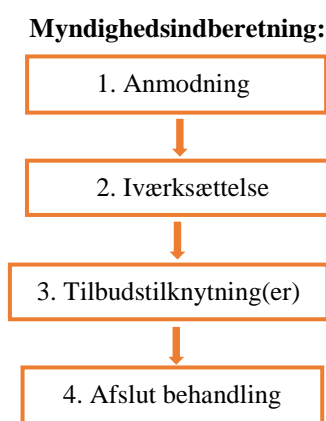 Myndighedsindberetning:
1. Anmodning
2. Iværksættelse
3. Tilbudstilknytning(er)
4. Afslut behandling